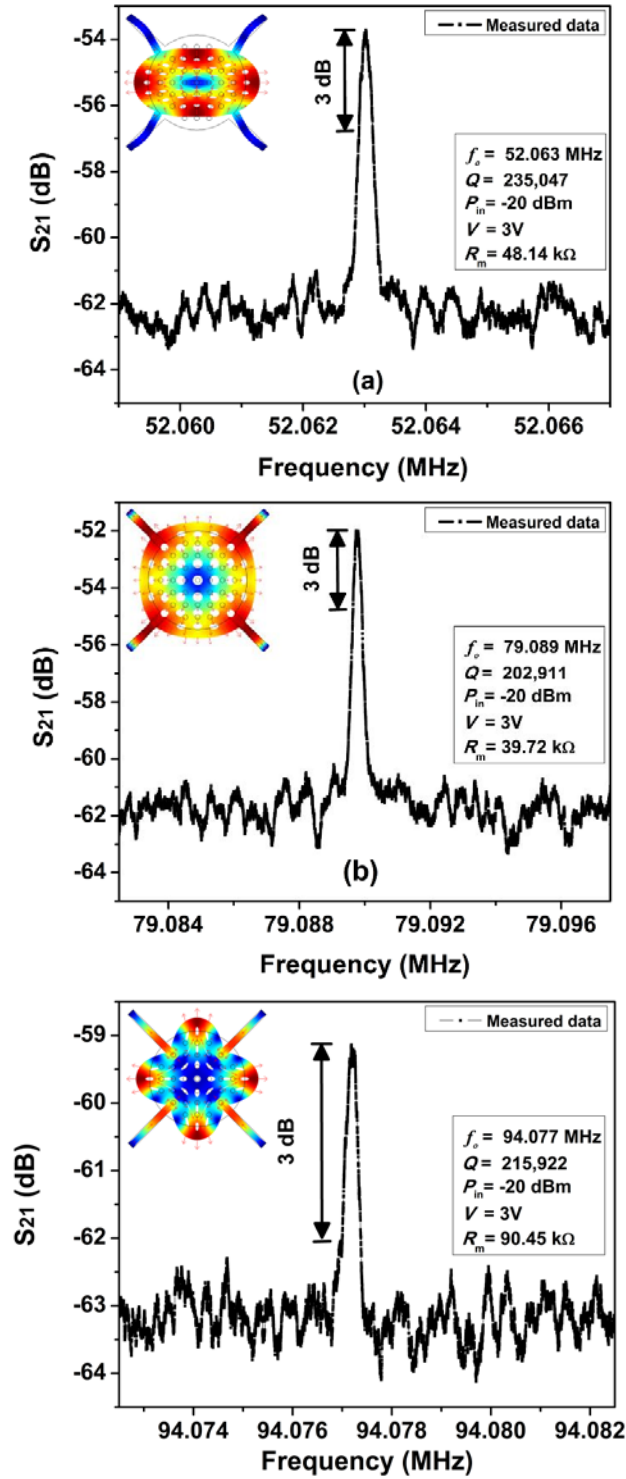 -54
-56
-58
-60
-62
-64
S21 (dB)
3 dB
Measured data
fo = 52.063 MHz
Q = 235,047
Pin = -20 dBm
V = 3V
Rm = 48.14 kΩ
(a)
52.060 52.062 52.064 52.066
Frequency (MHz)
-52
-54
-56
-58
-60
-62
-64
S21 (dB)
3 dB
Measured data
fo = 79.089 MHz
Q = 202,911
Pin = -20 dBm
V = 3V
Rm = 39.72 kΩ
(b)
79.084 79.088 79.092 79.096
Frequency (MHz)
-59
-60
-61
-62
-63
-64
S21 (dB)
3 dB
Measured data
fo = 94.077 MHz
Q = 215,922
Pin = -20 dBm
V = 3V
Rm = 90.45 kΩ
94.074 94.076 94.078 94.080 94.082
Frequency (MHz)